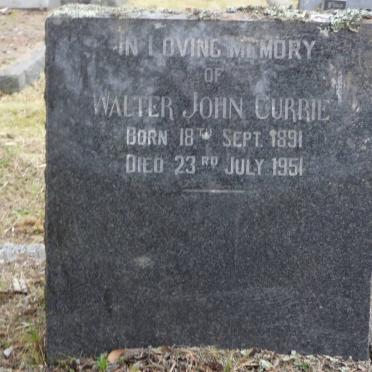 IN LOVING MEMORY
OF
WALTER JOHN CURRIE
BORN 18TH SEPT. 1891
DIED 23RD JULY 1951